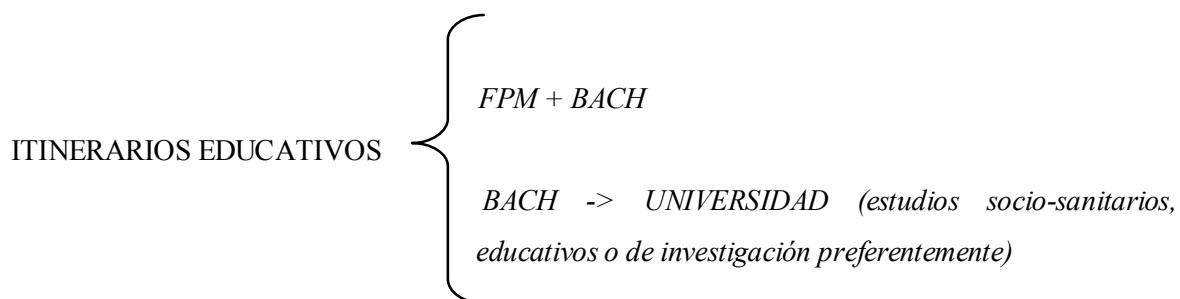 FPM + BACH
ITINERARIOS EDUCATIVOS
BACH -> UNIVERSIDAD (estudios socio-sanitarios,
educativos o de investigación preferentemente)